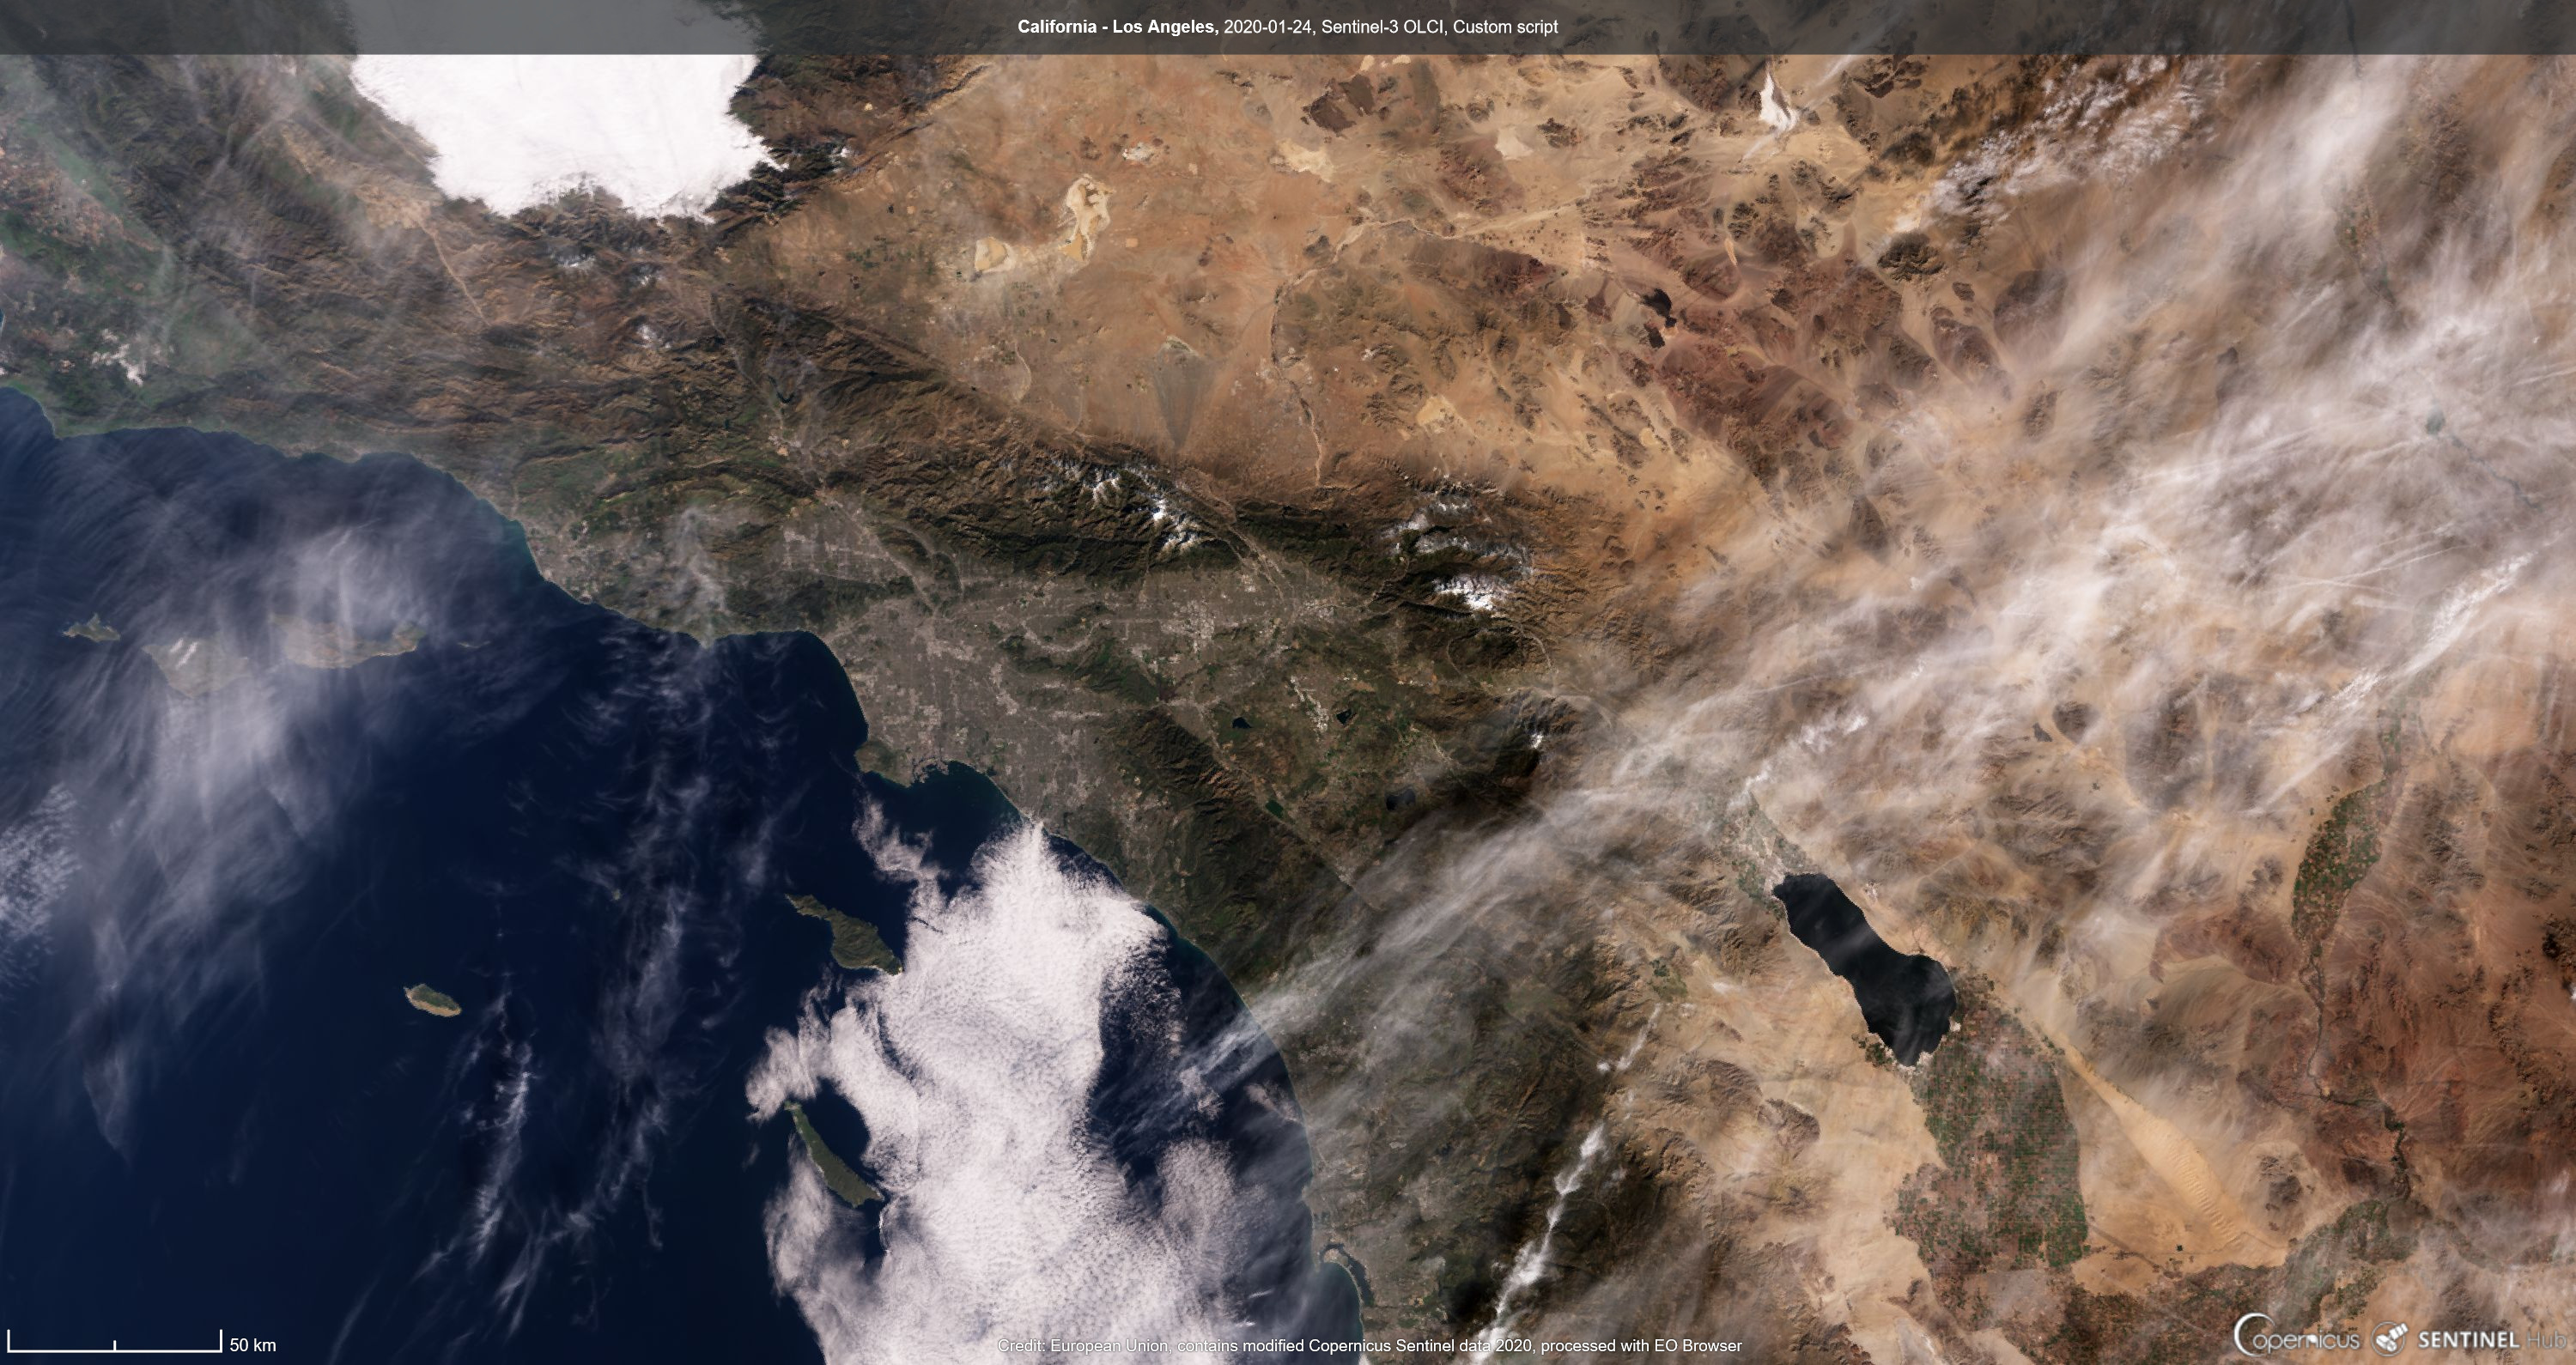 California - Los Angeles, 2020-01-24, Sentinel-3 OLCI, Custom script
50 km
Credit: European Union, contains modified Copernicus Sentinel data 2020, processed with EO Browser
opernicus SENTINEL Hub